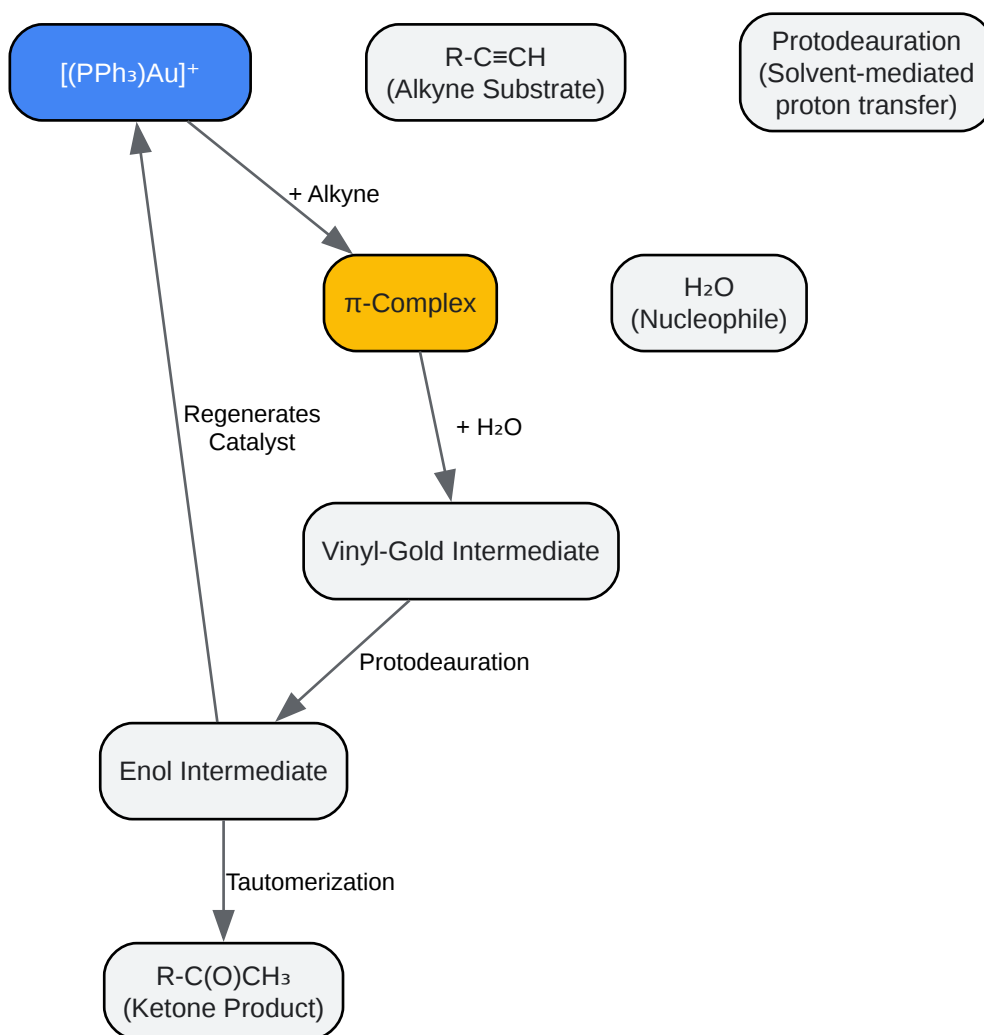 [(PPh₃)Au]⁺
R-C≡CH
(Alkyne Substrate)
Protodeauration
(Solvent-mediated
proton transfer)
+ Alkyne
π-Complex
H₂O
(Nucleophile)
Regenerates
Catalyst
+ H₂O
Vinyl-Gold Intermediate
Protodeauration
Enol Intermediate
Tautomerization
R-C(O)CH₃
(Ketone Product)